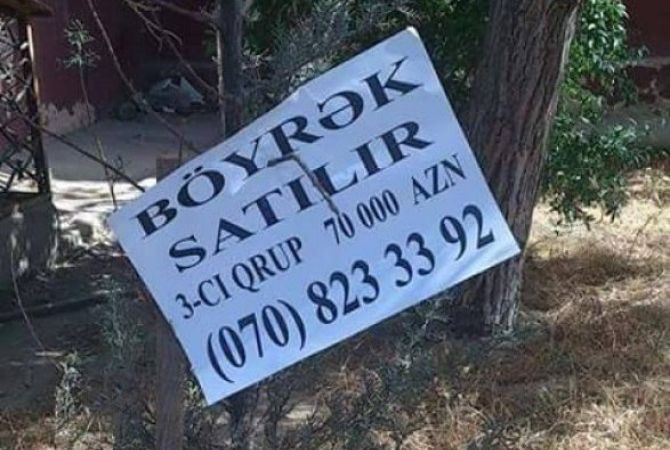 BÖYRƏK
SATILIR
3-CI QRUP 70 000 AZN
(070) 823 33 92